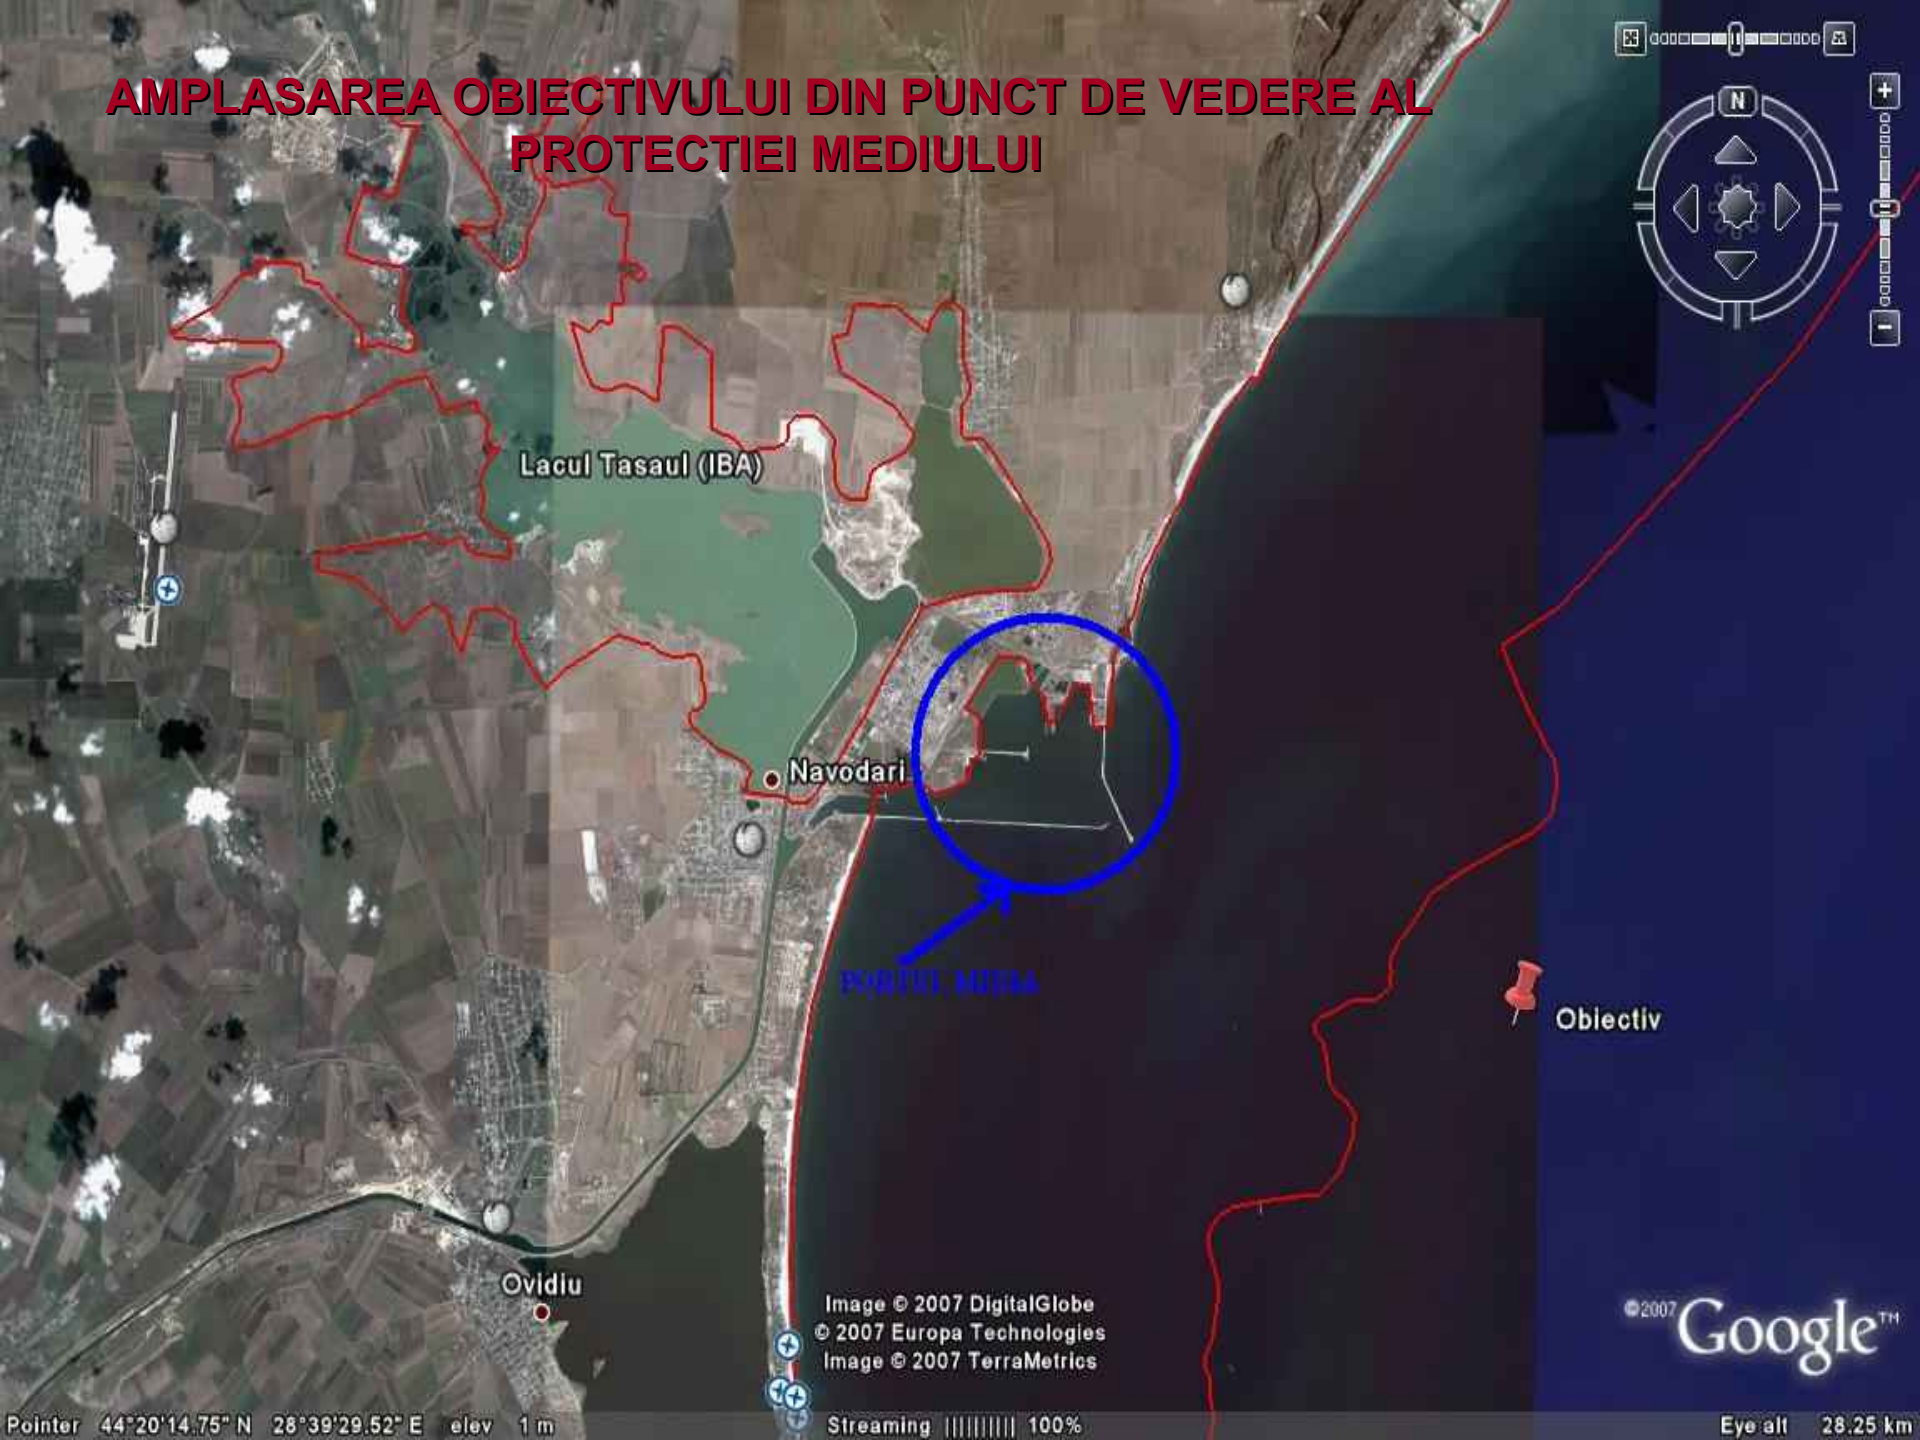 AMPLASAREA OBIECTIVULUI DIN PUNCT DE VEDERE AL
PROTECTIEI MEDIULUI
N
Lacul Tasaul (IBA)
Navodari
PORTUL MIDIA
Obiectiv
Ovidiu
Image © 2007 DigitalGlobe
© 2007 Europa Technologies
Image © 2007 TerraMetrics
©2007 Google™
Pointer 44°20'14.75" N 28°39'29.52" E elev 1 m Streaming |||||||||| 100% Eye alt 28.25 km